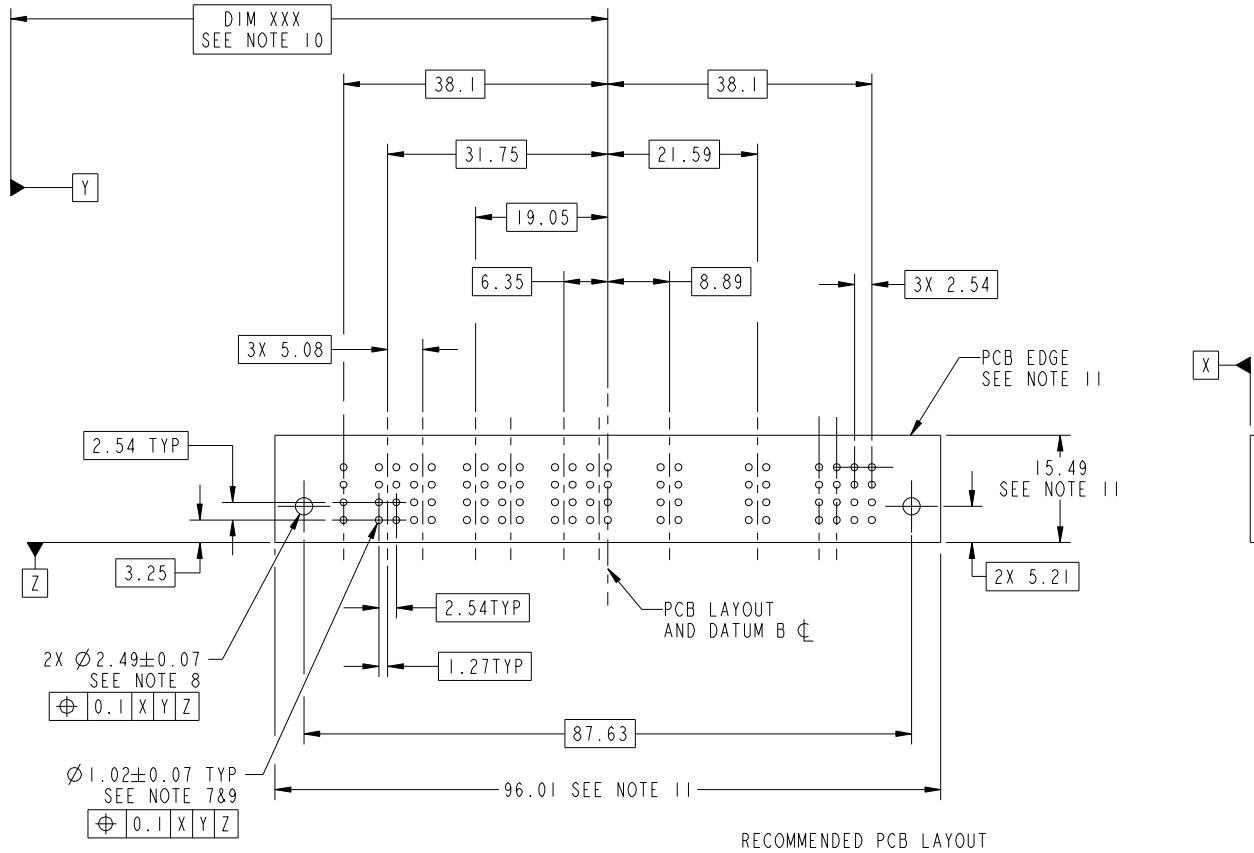 DIM XXX
SEE NOTE 10
38.1
38.1
31.75
21.59
Y
19.05
6.35
8.89
3X 2.54
3X 5.08
PCB EDGE
SEE NOTE 11
X
2.54 TYP
15.49
SEE NOTE 11
3.25
Z
2X 5.21
2.54TYP
PCB LAYOUT
AND DATUM B ℄
1.27TYP
2X ∅2.49±0.07
SEE NOTE 8
⌖ 0.1 X Y Z
87.63
∅1.02±0.07 TYP
SEE NOTE 7&9
⌖ 0.1 X Y Z
96.01 SEE NOTE 11
RECOMMENDED PCB LAYOUT